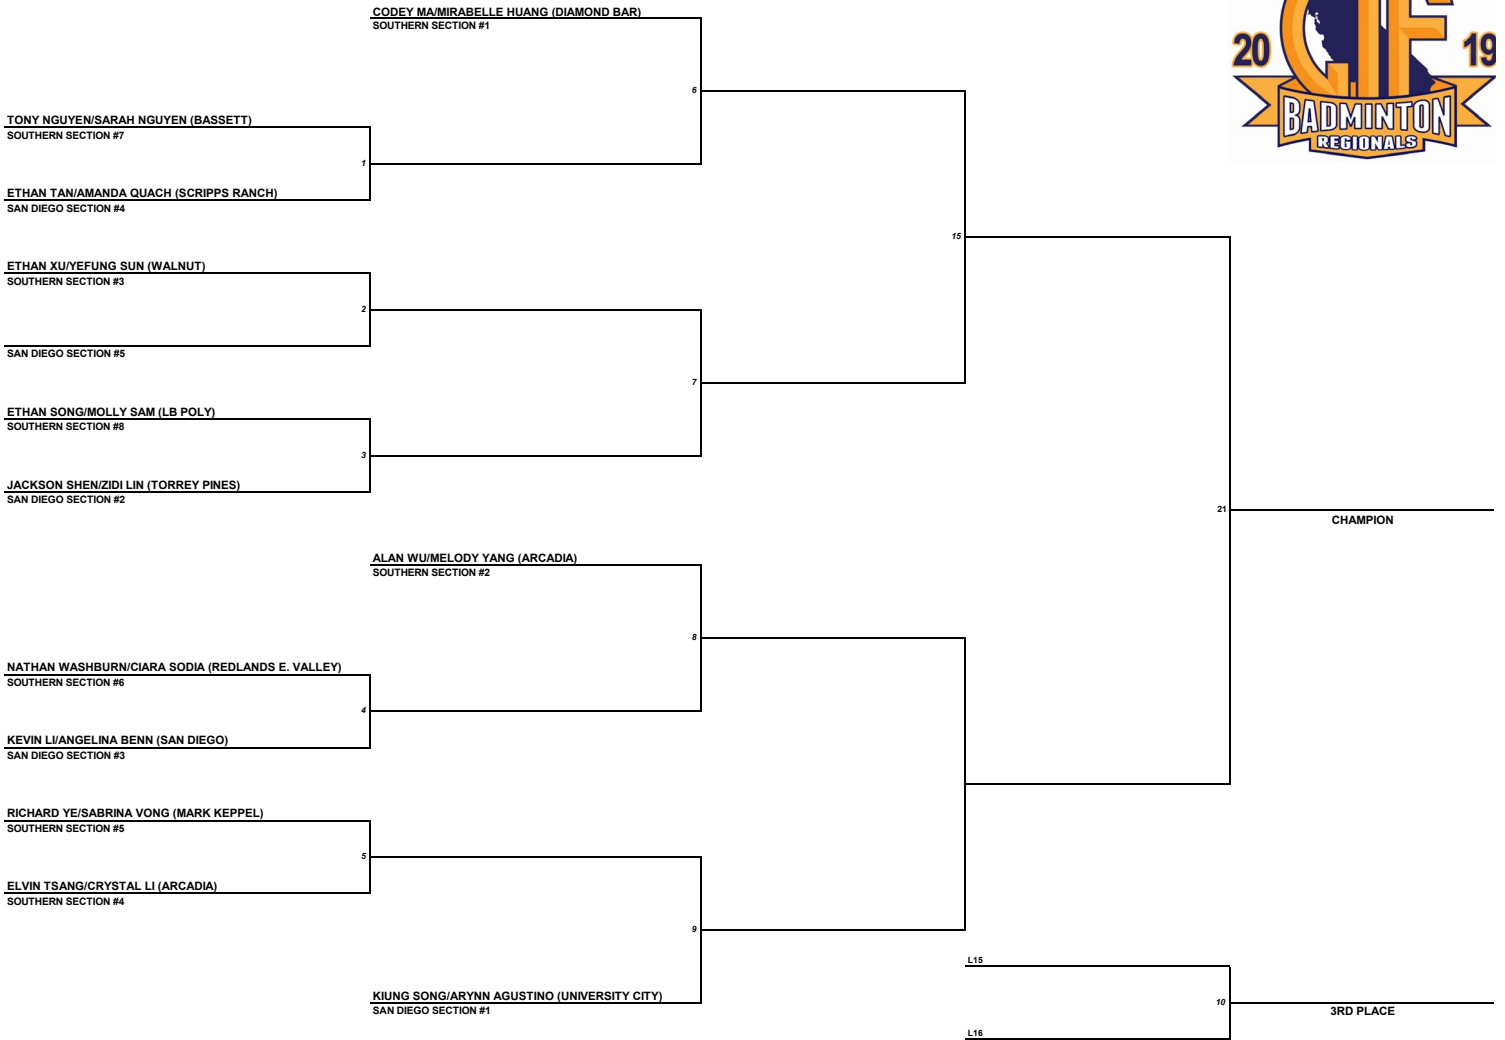 CODEY MA/MIRABELLE HUANG (DIAMOND BAR)
SOUTHERN SECTION #1
20 CIF 19
BADMINTON
REGIONALS
6
TONY NGUYEN/SARAH NGUYEN (BASSETT)
SOUTHERN SECTION #7
1
ETHAN TAN/AMANDA QUACH (SCRIPPS RANCH)
SAN DIEGO SECTION #4
15
ETHAN XU/YEFUNG SUN (WALNUT)
SOUTHERN SECTION #3
2
SAN DIEGO SECTION #5
7
ETHAN SONG/MOLLY SAM (LB POLY)
SOUTHERN SECTION #8
3
JACKSON SHEN/ZIDI LIN (TORREY PINES)
SAN DIEGO SECTION #2
21
CHAMPION
ALAN WU/MELODY YANG (ARCADIA)
SOUTHERN SECTION #2
8
NATHAN WASHBURN/CIARA SODIA (REDLANDS E. VALLEY)
SOUTHERN SECTION #6
4
KEVIN LI/ANGELINA BENN (SAN DIEGO)
SAN DIEGO SECTION #3
RICHARD YE/SABRINA VONG (MARK KEPPEL)
SOUTHERN SECTION #5
5
ELVIN TSANG/CRYSTAL LI (ARCADIA)
SOUTHERN SECTION #4
9
L15
KIUNG SONG/ARYNN AGUSTINO (UNIVERSITY CITY)
SAN DIEGO SECTION #1
10
3RD PLACE
L16